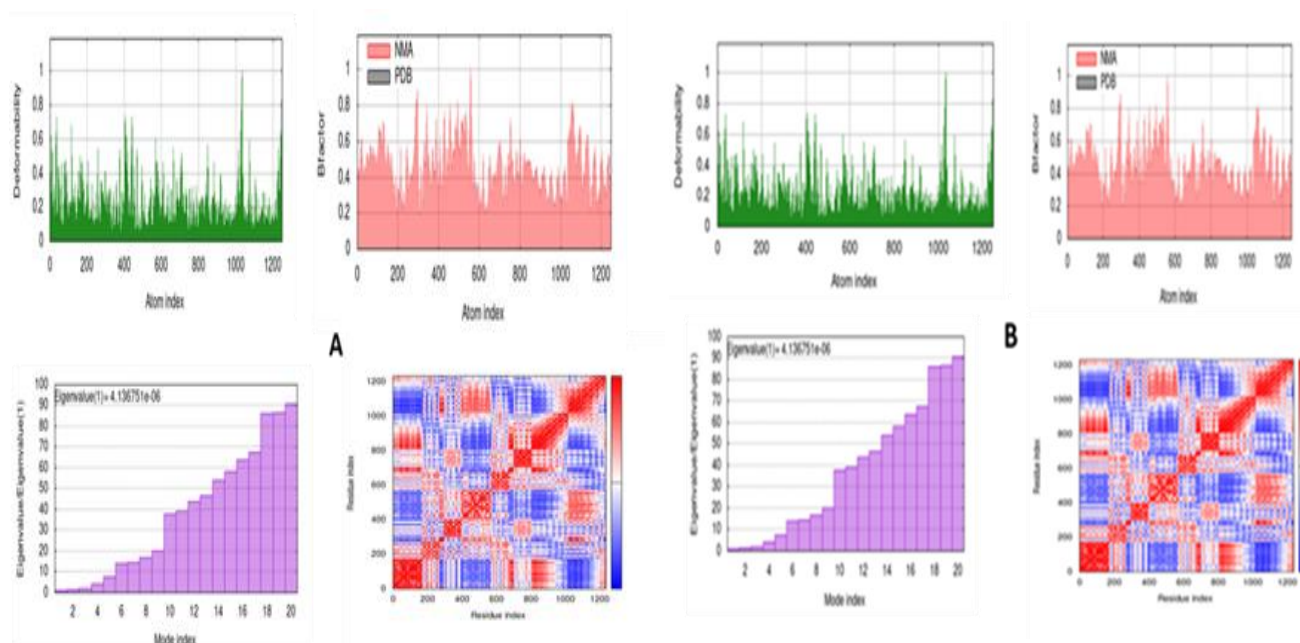 Deformability
1
0.8
0.6
0.4
0.2
0
0 200 400 600 800 1000 1200
Atom index
Bfactor
NMA
PDB
1
0.8
0.6
0.4
0.2
0
0 200 400 600 800 1000 1200
Atom index
Deformability
1
0.8
0.6
0.4
0.2
0
0 200 400 600 800 1000 1200
Atom index
Bfactor
NMA
PDB
1
0.8
0.6
0.4
0.2
0
0 200 400 600 800 1000 1200
Atom index
A
Eigenvalue/Eigenvalue(1)
Eigenvalue(1)= 4.136751e-06
100
90
80
70
60
50
40
30
20
10
0
2 4 6 8 10 12 14 16 18 20
Mode index
Residue index
1200
1000
800
600
400
200
0
0 200 400 600 800 1000 1200
Residue index
B
Eigenvalue/Eigenvalue(1)
Eigenvalue(1)= 4.136751e-06
100
90
80
70
60
50
40
30
20
10
0
2 4 6 8 10 12 14 16 18 20
Mode index
Residue index
1200
1000
800
600
400
200
0
0 200 400 600 800 1000 1200
Residue index